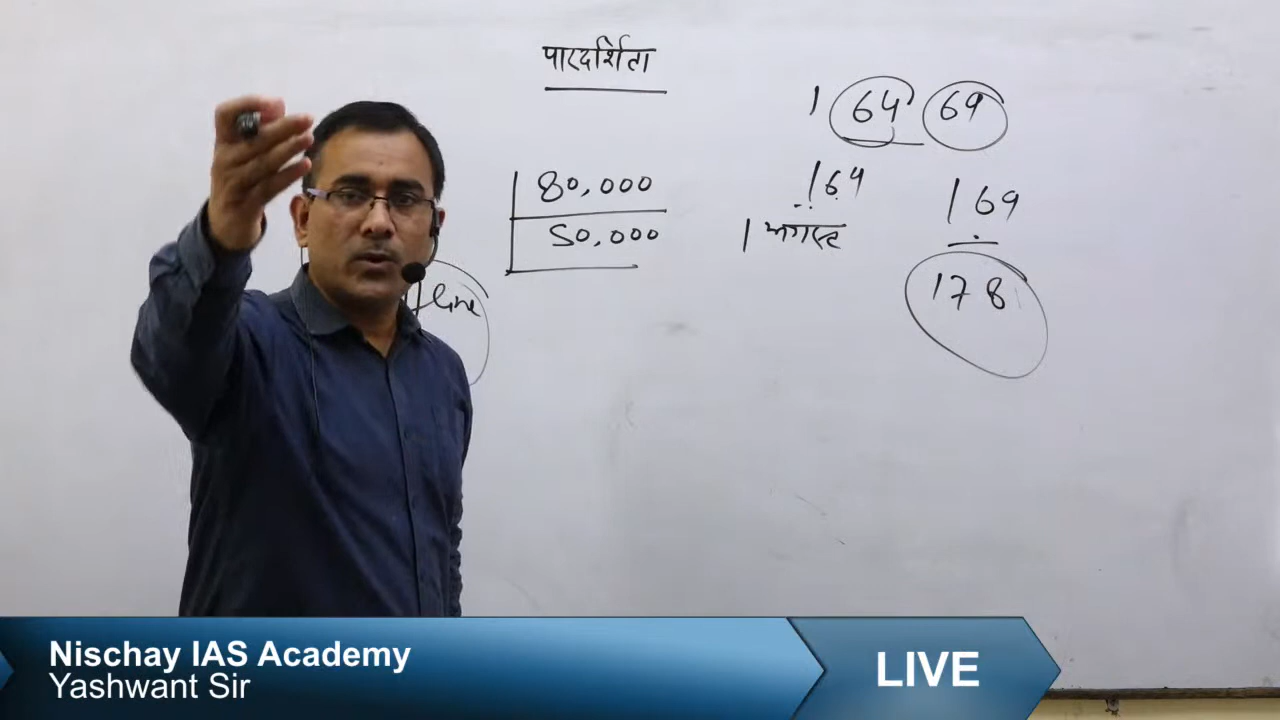 पारदर्शिता
80,000
50,000
line
1 64 69
164
1 अगस्त
169
178
Nischay IAS Academy
Yashwant Sir
LIVE